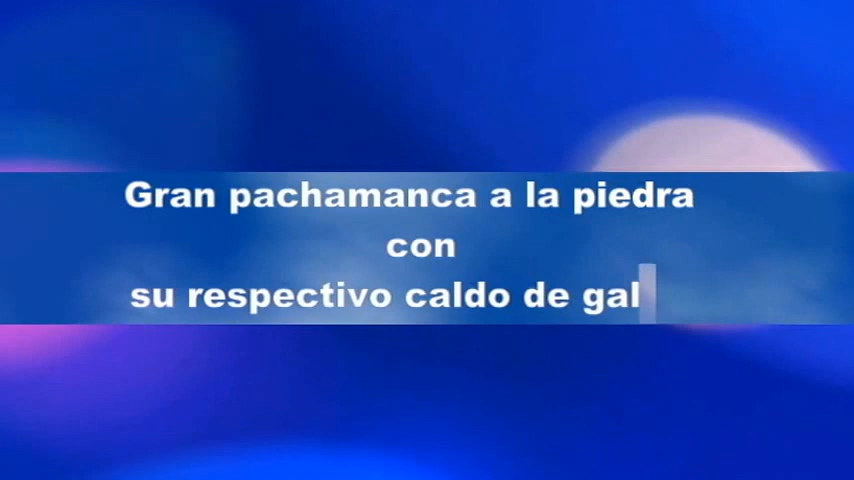 Gran pachamanca a la piedra
con
su respectivo caldo de gal